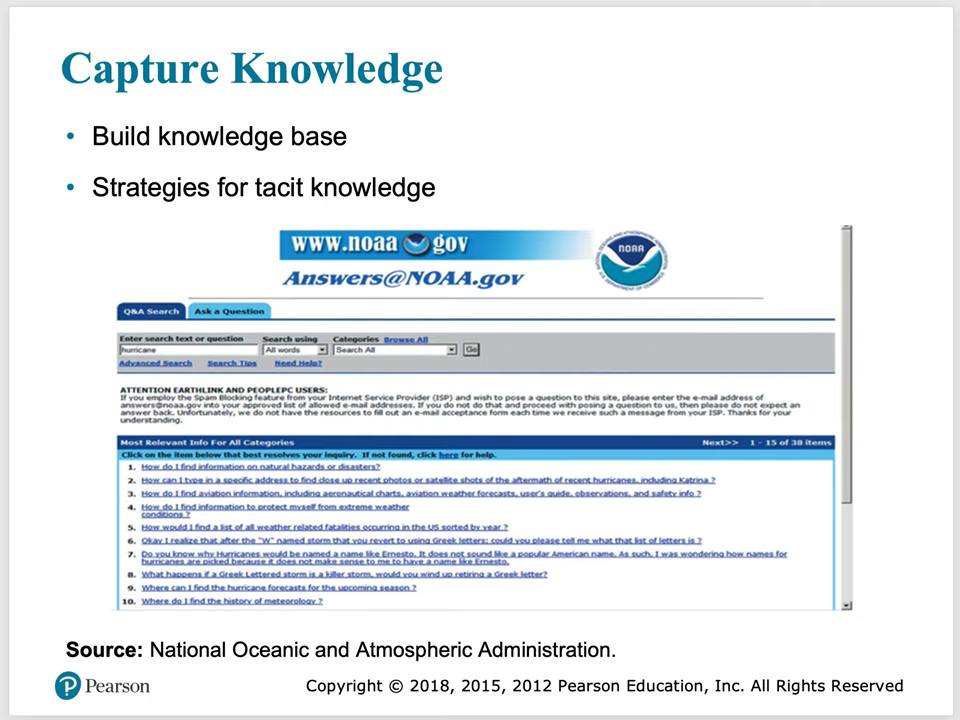 Capture Knowledge
• Build knowledge base
• Strategies for tacit knowledge
www.noaa gov
NOAA
Answers@NOAA.gov
Q&A Search Ask a Question
Enter search text or question Search using Categories Browse All
hurricane All words Search All Go
Advanced Search Search Tips Need Help?
ATTENTION EARTHLINK AND PEOPLEPC USERS:
If you employ the Spam Blocking feature from your Internet Service Provider (ISP) and wish to pose a question to this site, please enter the e-mail address of
answers@noaa.gov into your approved list of allowed e-mail addresses. If you do not do that and proceed with posing a question to us, then please do not expect an
answer back. Unfortunately, we do not have the resources to fill out an e-mail acceptance form each time we receive such a message from your ISP. Thanks for your
understanding.
Most Relevant Info For All Categories Next>> 1 - 15 of 38 items
Click on the item below that best resolves your inquiry. If not found, click here for help.
1. How do I find information on natural hazards or disasters?
2. How can I type in a specific address to find close up recent photos or satellite shots of the aftermath of recent hurricanes, including Katrina ?
3. How do I find aviation information, including aeronautical charts, aviation weather forecasts, user's guide, observations, and safety info ?
4. How do I find information to protect myself from extreme weather
conditions ?
5. How would I find a list of all weather related fatalities occurring in the US sorted by year ?
6. Okay I realize that after the "W" named storm that you revert to using Greek letters; could you please tell me what that list of letters is ?
7. Do you know why Hurricanes would be named a name like Ernesto. It does not sound like a popular American name. As such, I was wondering how names for
hurricanes are picked because it does not make sense to me to have a name like Ernesto.
8. What happens if a Greek Lettered storm is a killer storm, would you wind up retiring a Greek letter?
9. Where can I find the hurricane forecasts for the upcoming season ?
10. Where do I find the history of meteorology ?
Source: National Oceanic and Atmospheric Administration.
Pearson
Copyright © 2018, 2015, 2012 Pearson Education, Inc. All Rights Reserved